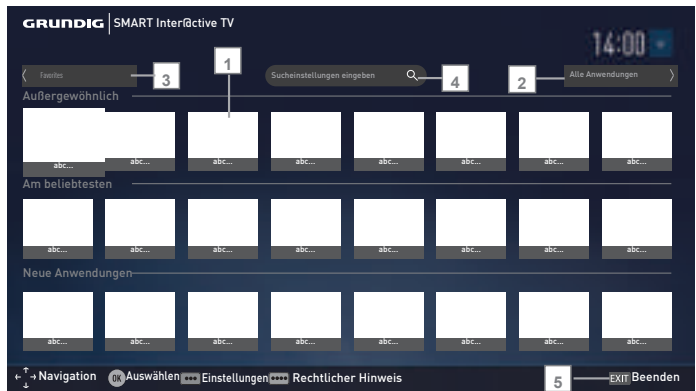 GRUNDIG SMART Inter@ctive TV
14:00
Favorites 3 1 Sucheinstellungen eingeben 4 2 Alle Anwendungen
Außergewöhnlich
abc... abc... abc... abc... abc... abc... abc... abc...
Am beliebtesten
abc... abc... abc... abc... abc... abc... abc... abc...
Neue Anwendungen
abc... abc... abc... abc... abc... abc... abc... abc...
Navigation OK Auswählen Einstellungen Rechtlicher Hinweis 5 EXIT Beenden